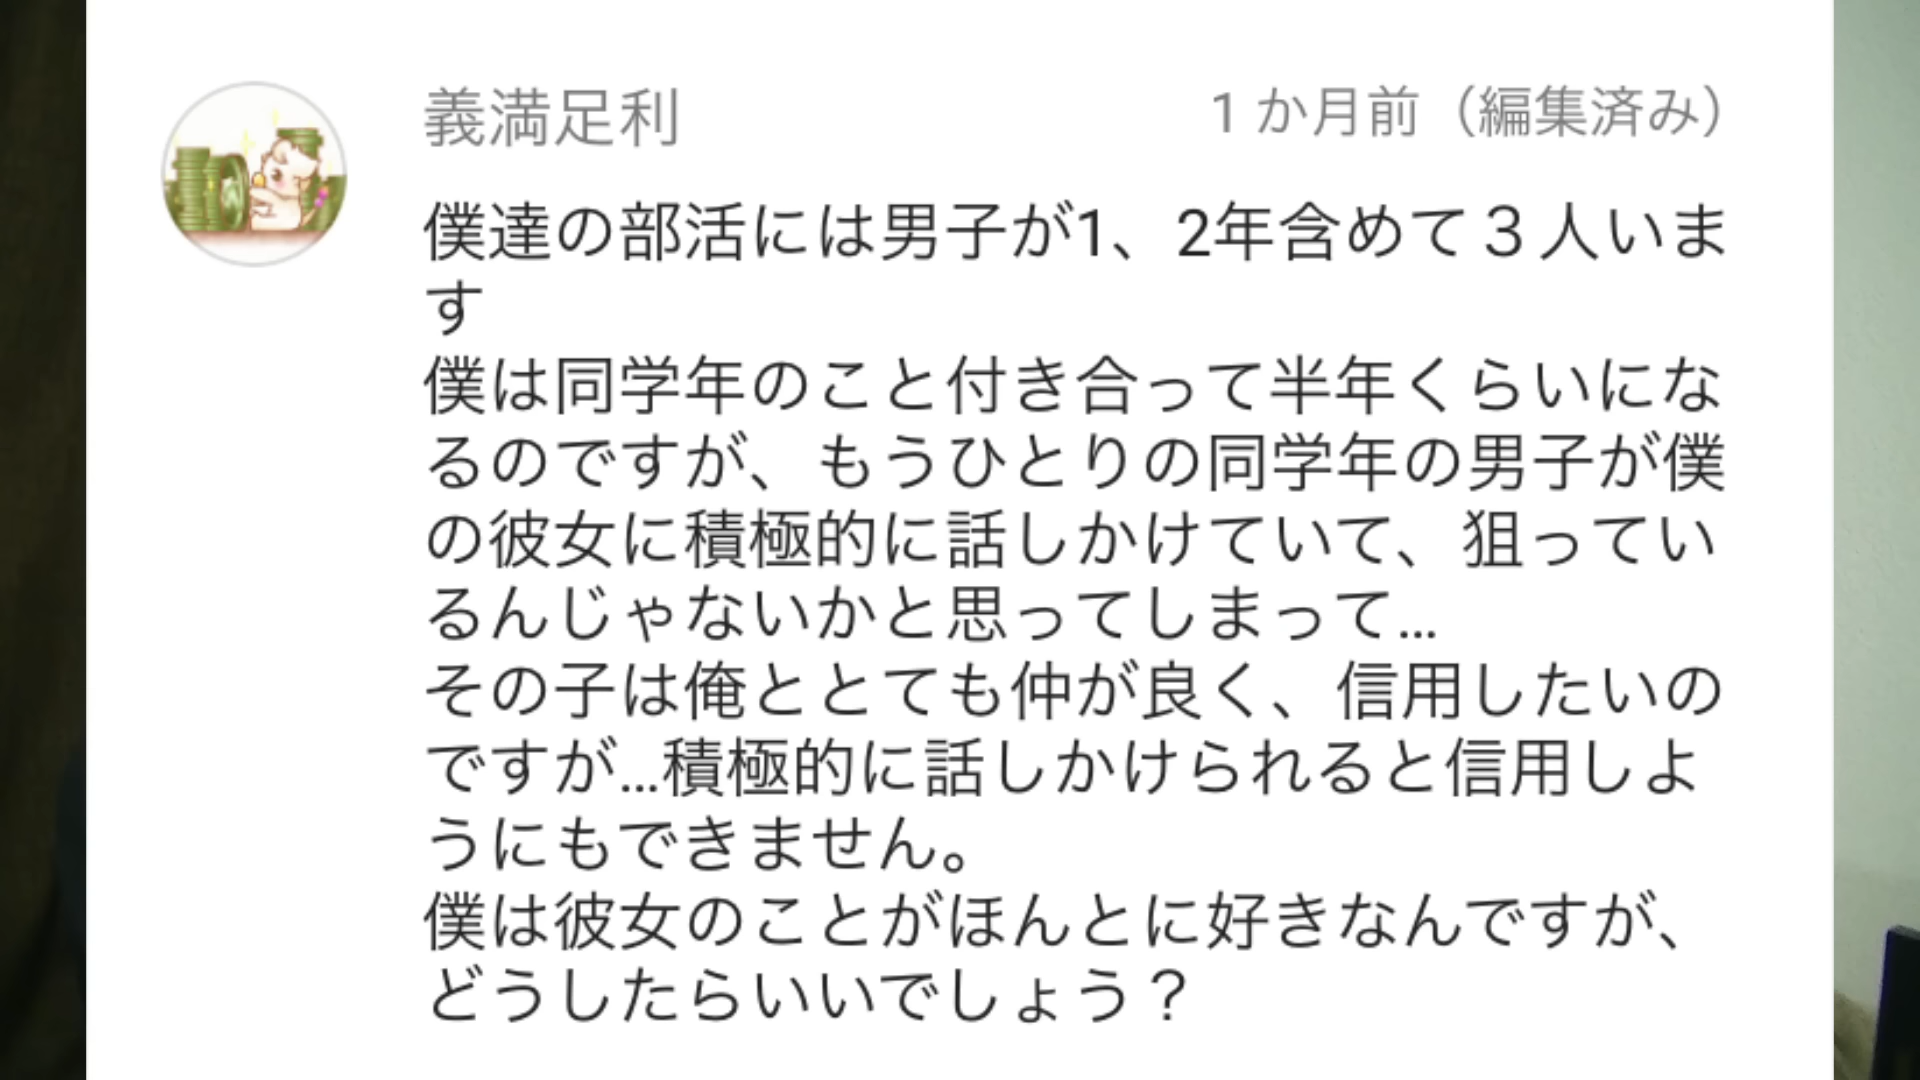 義満足利
1 か月前（編集済み）
僕達の部活には男子が1、2年含めて３人いま
す
僕は同学年のこと付き合って半年くらいにな
るのですが、もうひとりの同学年の男子が僕
の彼女に積極的に話しかけていて、狙ってい
るんじゃないかと思ってしまって...
その子は俺ととても仲が良く、信用したいの
ですが...積極的に話しかけられると信用しよ
うにもできません。
僕は彼女のことがほんとに好きなんですが、
どうしたらいいでしょう？